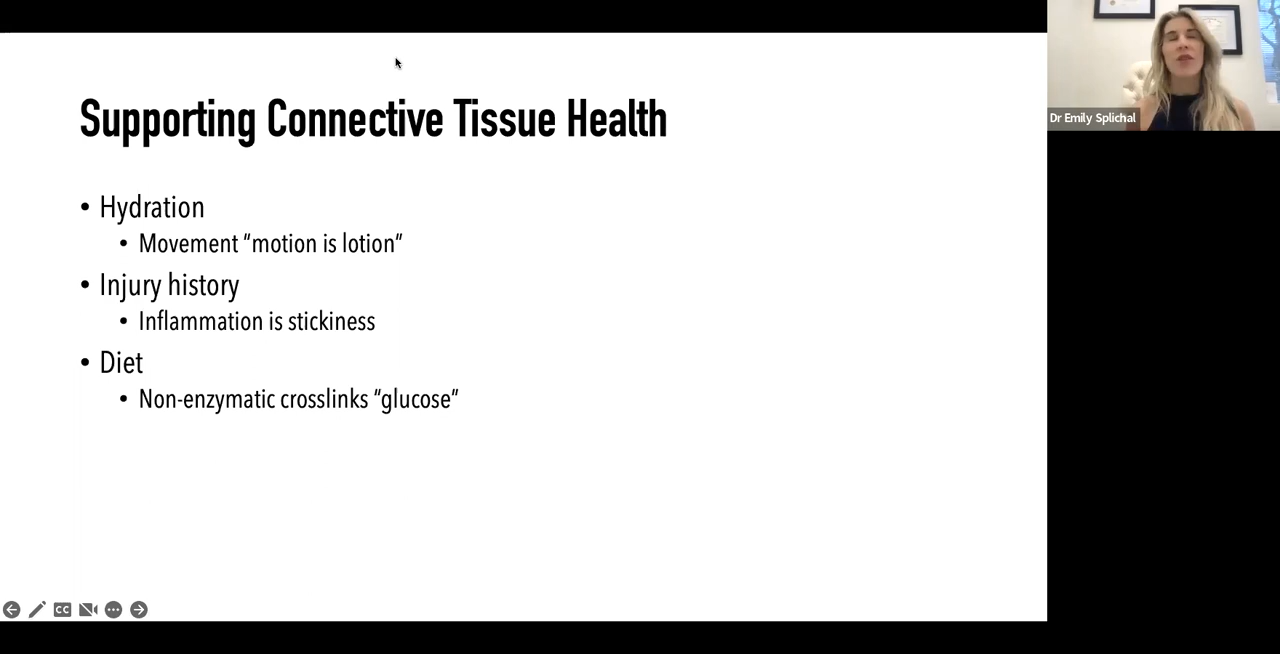 Supporting Connective Tissue Health
• Hydration
• Movement “motion is lotion”
• Injury history
• Inflammation is stickiness
• Diet
• Non-enzymatic crosslinks “glucose”
CC
Dr Emily Splichal